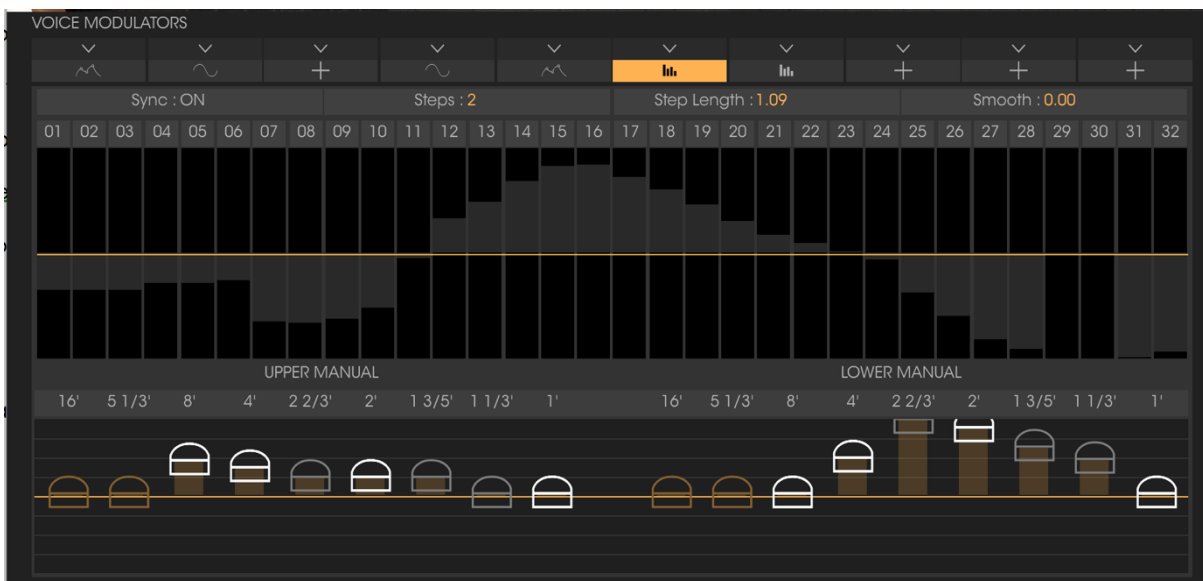 VOICE MODULATORS
Sync : ON Steps : 2 Step Length : 1.09 Smooth : 0.00
01 02 03 04 05 06 07 08 09 10 11 12 13 14 15 16 17 18 19 20 21 22 23 24 25 26 27 28 29 30 31 32
UPPER MANUAL LOWER MANUAL
16' 5 1/3' 8' 4' 2 2/3' 2' 1 3/5' 1 1/3' 1' 16' 5 1/3' 8' 4' 2 2/3' 2' 1 3/5' 1 1/3' 1'